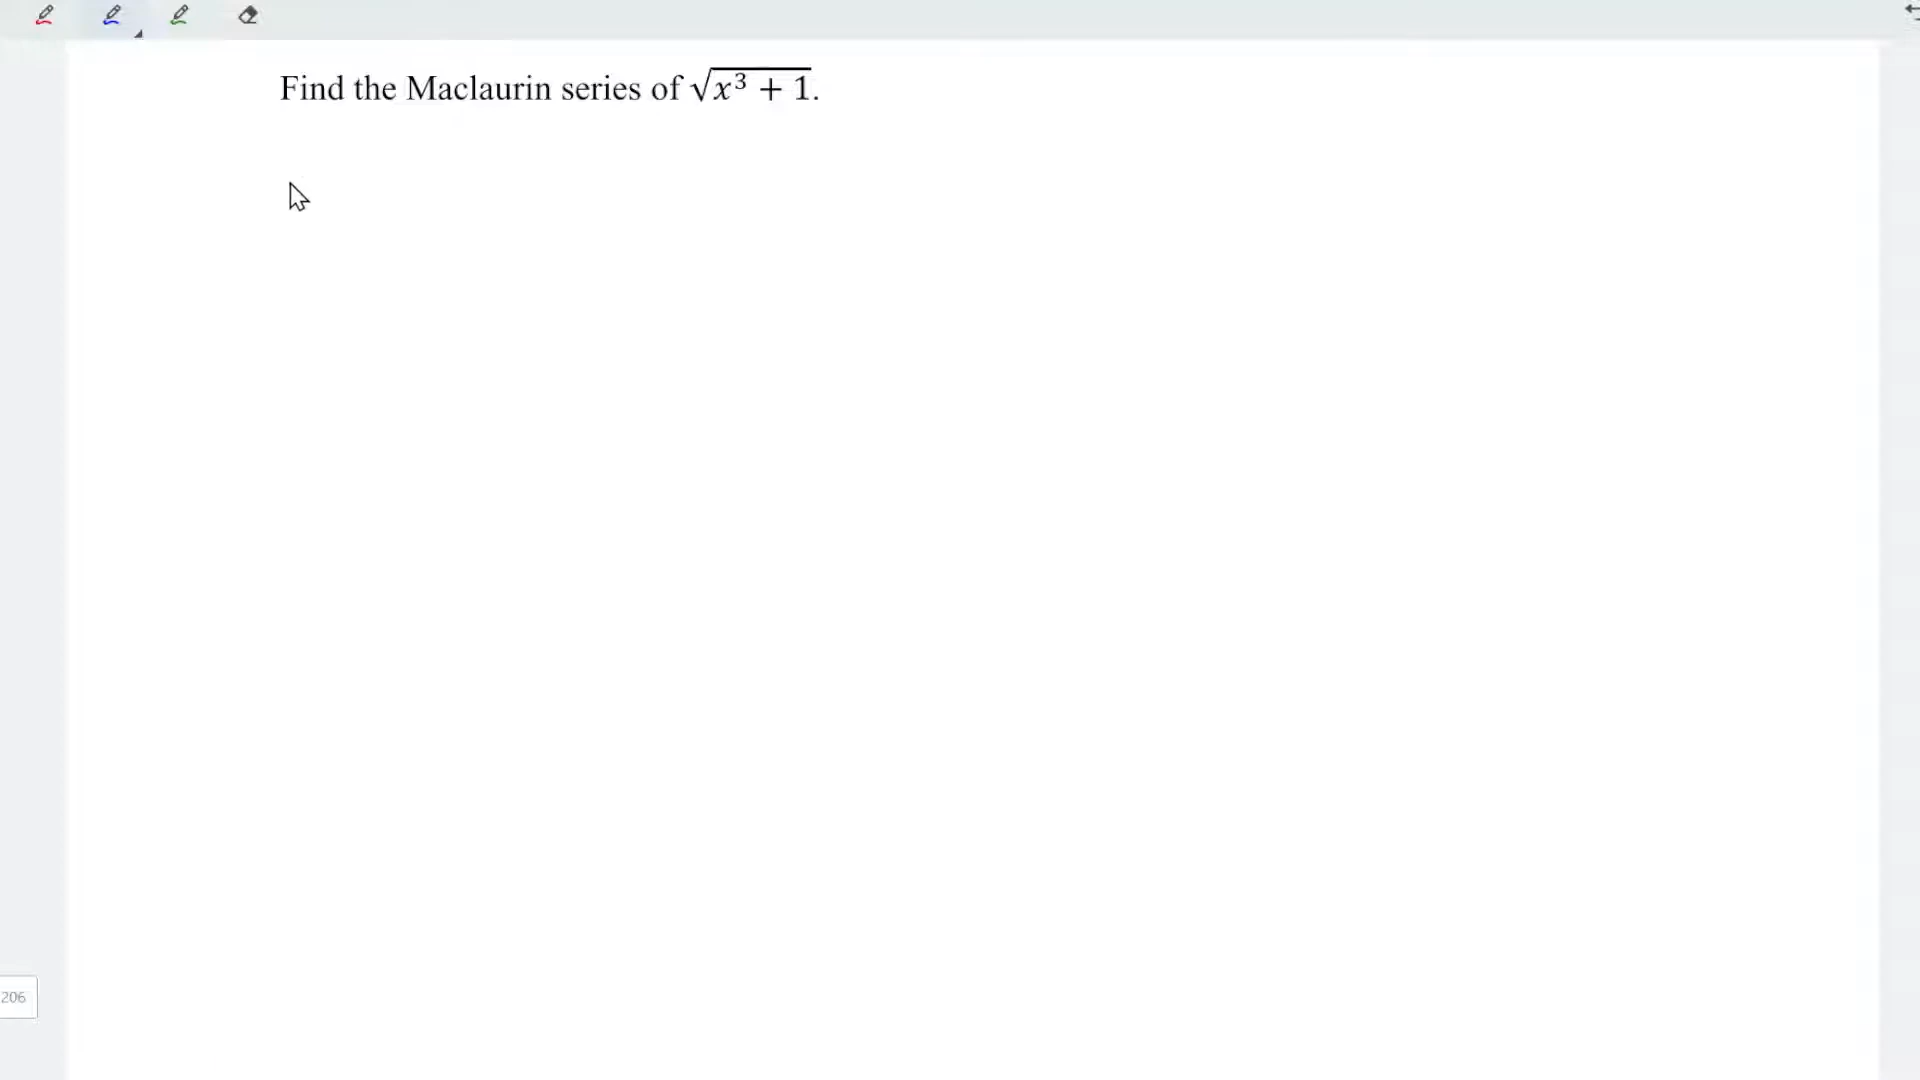 Find the Maclaurin series of √(x³ + 1).
206